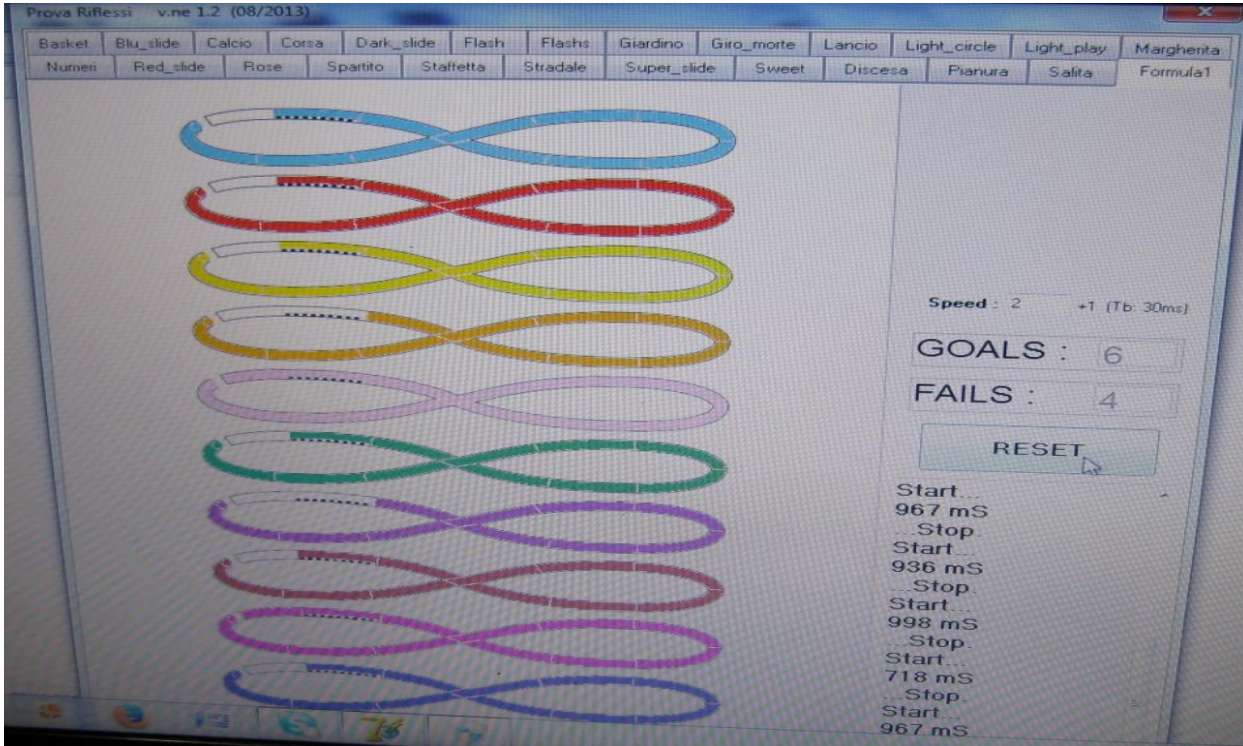 Prova Riflessi v.ne 1.2 (08/2013)
Basket Blu_slide Calcio Corsa Dark_slide Flash Flashs Giardino Giro_morte Lancio Light_circle Light_play Margherita
Numeri Red_slide Rose Spartito Staffetta Stradale Super_slide Sweet Discesa Pianura Salita Formula1
Speed : 2 +1 (Tb: 30ms)
GOALS : 6
FAILS : 4
RESET
Start...
967 mS
...Stop.
Start...
936 mS
...Stop.
Start...
998 mS
...Stop.
Start...
718 mS
...Stop.
Start...
967 mS